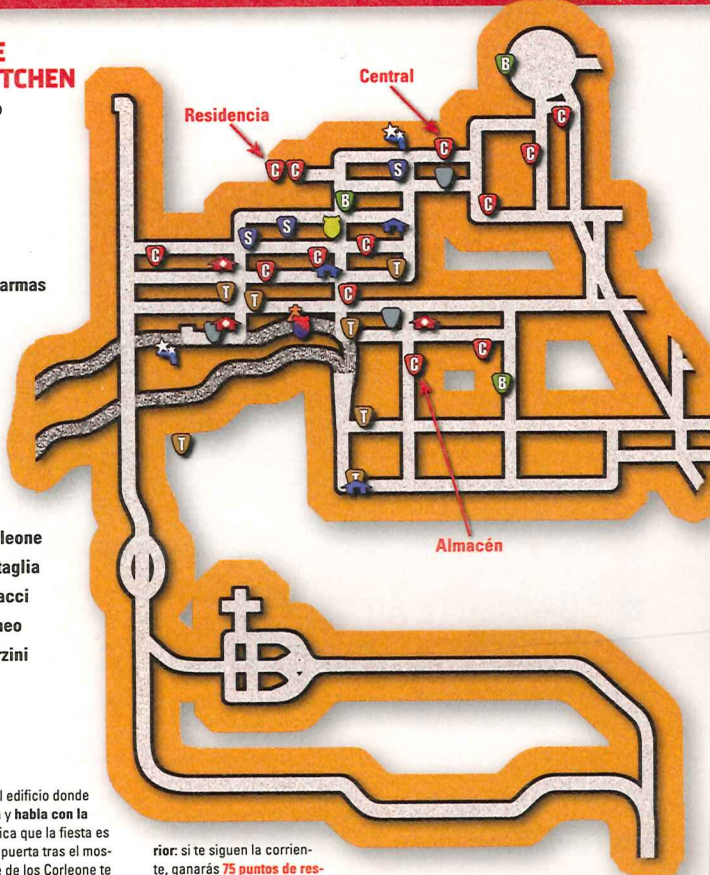 E
TCHEN
armas
Residencia
Central
B
C
C
C
C
C
S
B
C
S
S
C
C
C
C
T
T
T
C
T
C
C
B
T
T
T
Almacén
leone
taglia
acci
neo
rzini
l edificio donde
y habla con la
ica que la fiesta es
puerta tras el mos-
e de los Corleone te
rior: si te siguen la corrien-
te, ganarás 75 puntos de res-